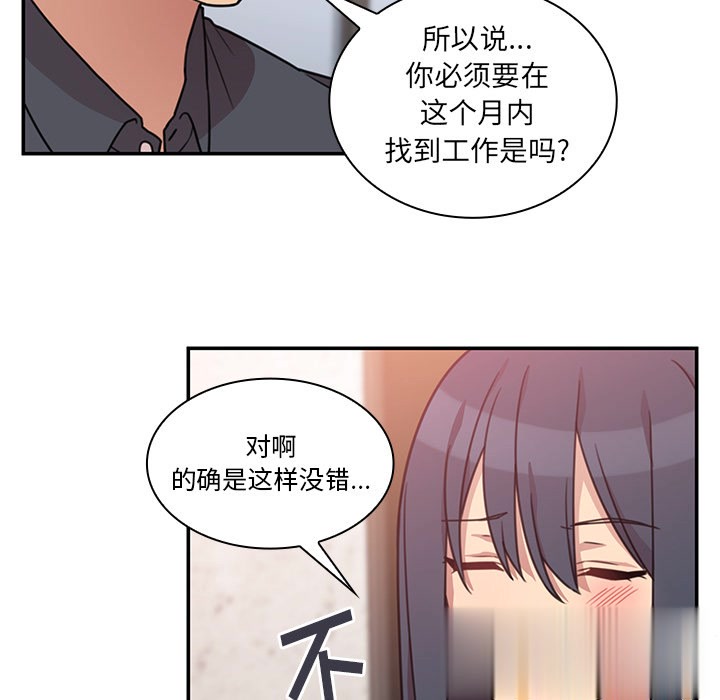 所以说...
你必须要在
这个月内
找到工作是吗?
对啊
的确是这样没错...
不